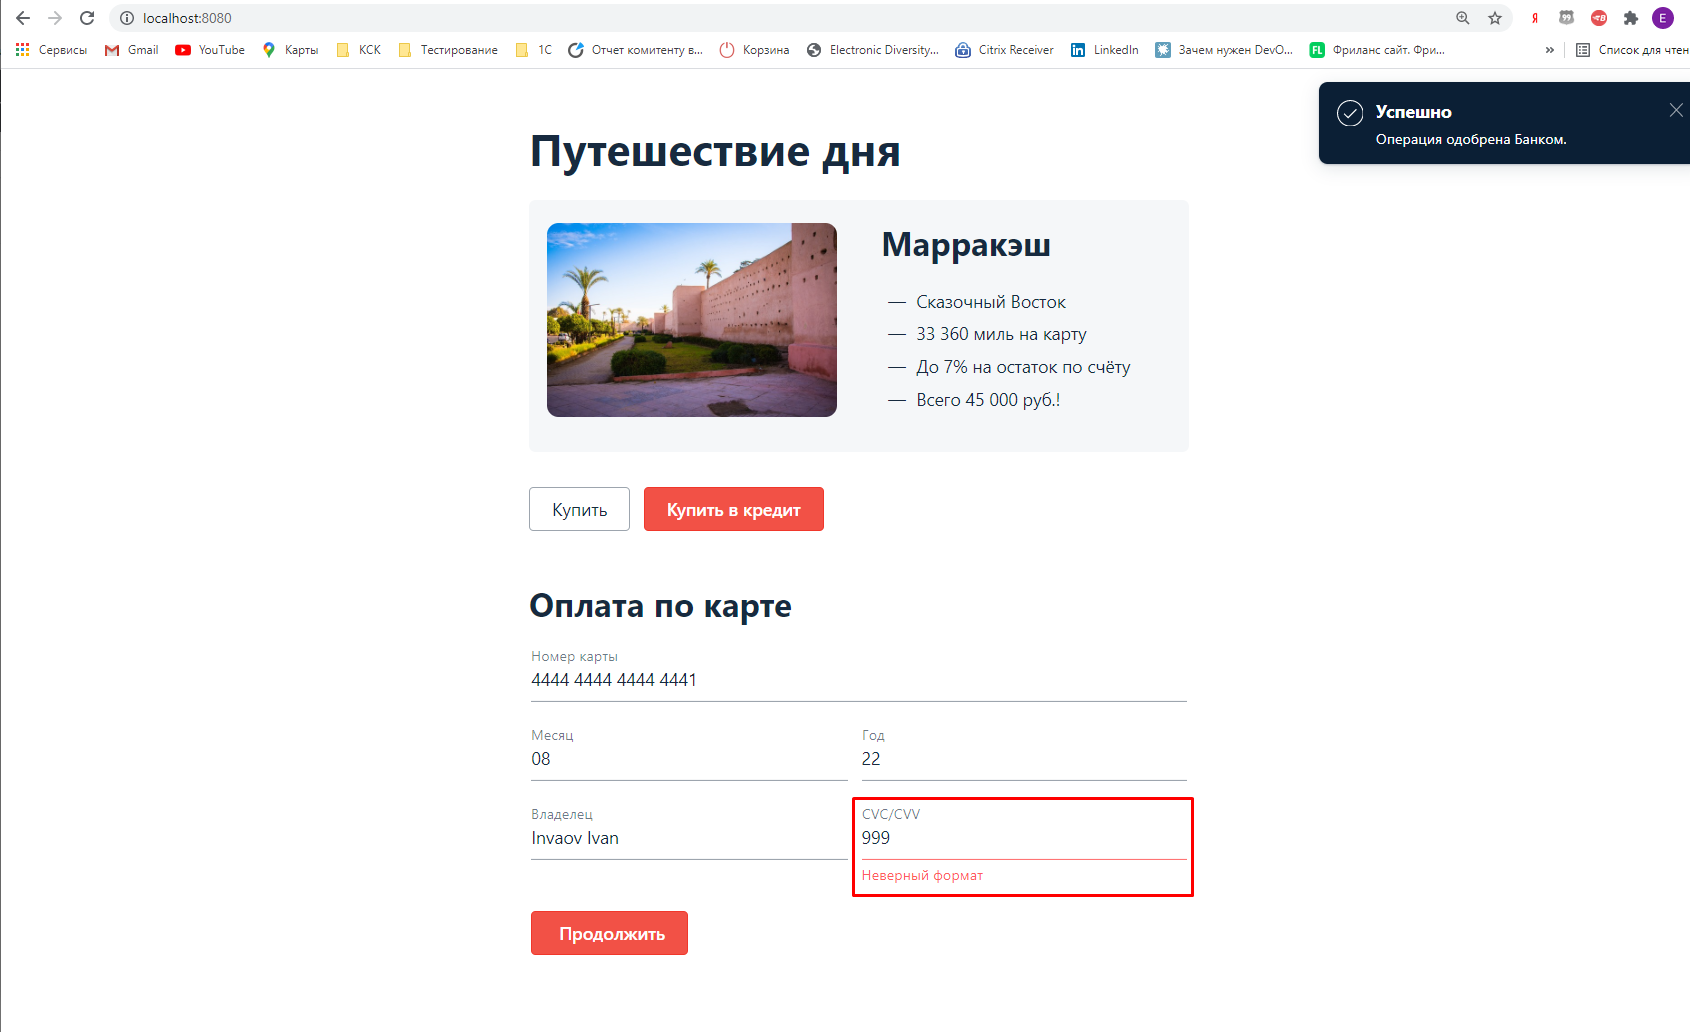 localhost:8080
Я
99
E
Сервисы
Gmail
YouTube
Карты
КСК
Тестирование
1С
Отчет комитенту в...
Корзина
Electronic Diversity...
Citrix Receiver
in
LinkedIn
Зачем нужен DevO...
FL
Фриланс сайт. Фри...
»
Список для чтен
Успешно
Операция одобрена Банком.
Путешествие дня
Марракэш
— Сказочный Восток
— 33 360 миль на карту
— До 7% на остаток по счёту
— Всего 45 000 руб.!
Купить
Купить в кредит
Оплата по карте
Номер карты
4444 4444 4444 4441
Месяц
08
Год
22
Владелец
Invaov Ivan
CVC/CVV
999
Неверный формат
Продолжить